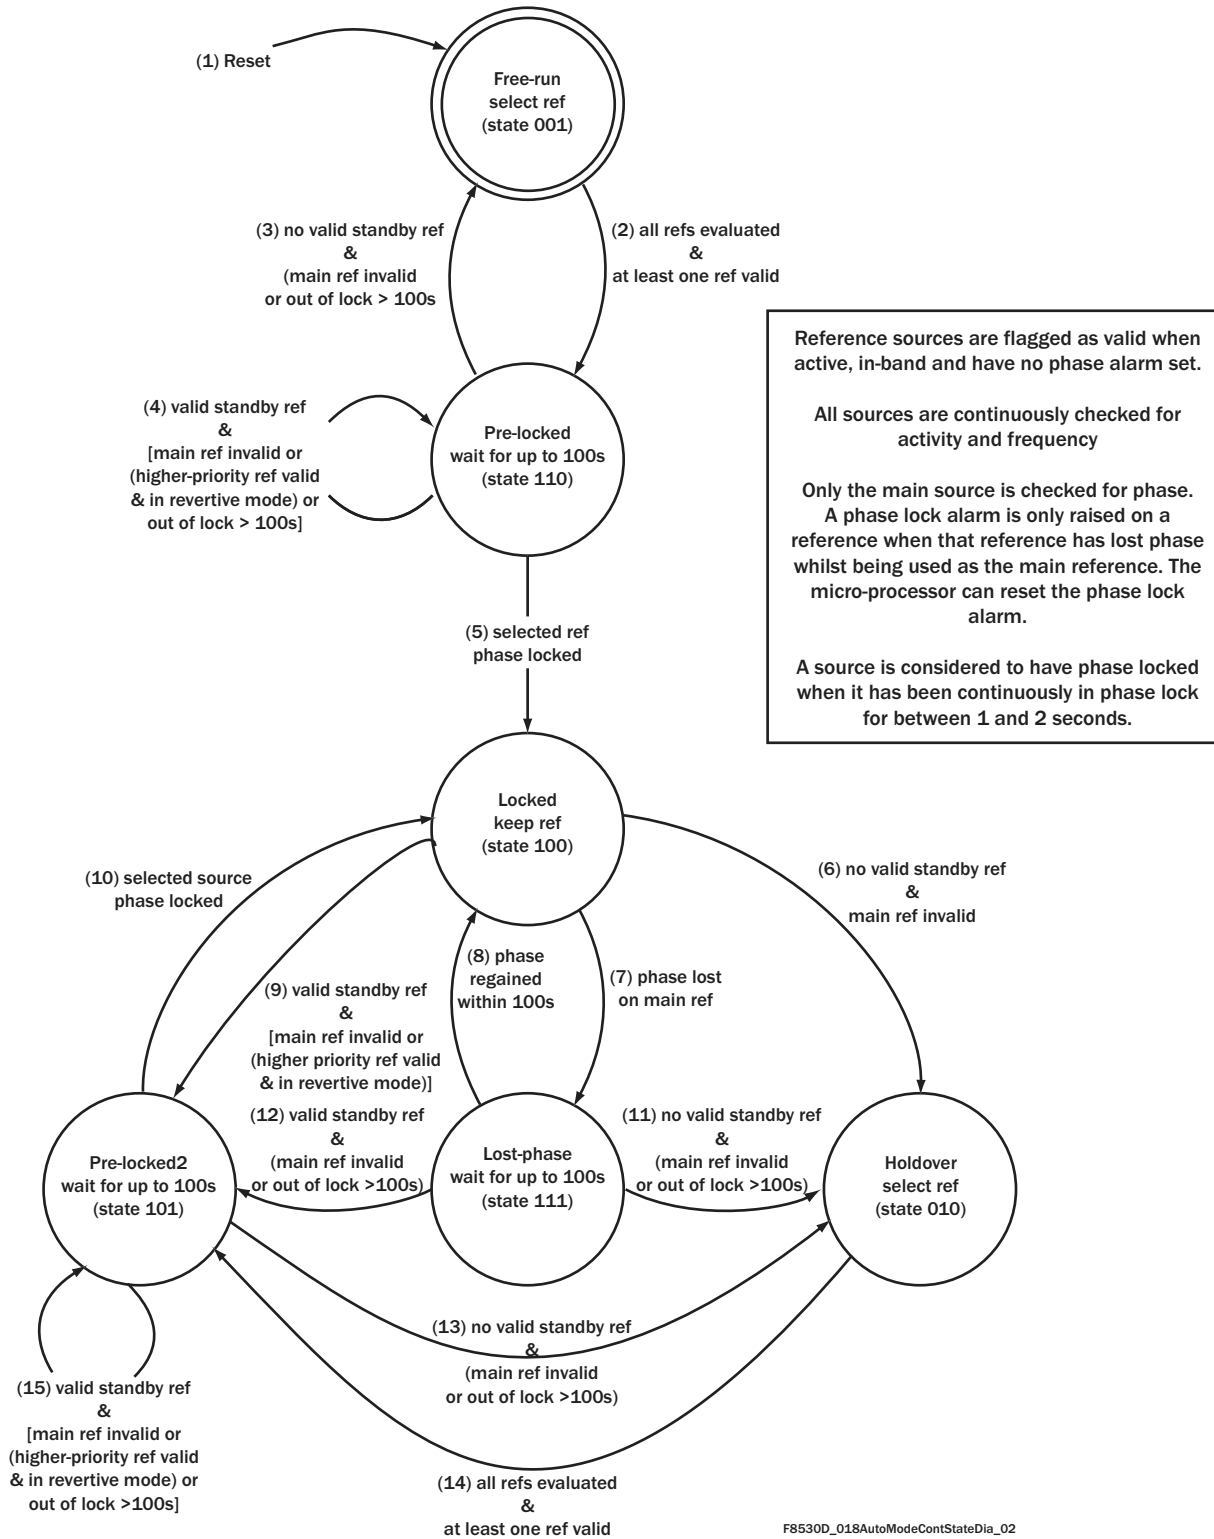 (1) Reset
Free-run
select ref
(state 001)
(3) no valid standby ref
&
(main ref invalid
or out of lock > 100s
(2) all refs evaluated
&
at least one ref valid
Reference sources are flagged as valid when
active, in-band and have no phase alarm set.
All sources are continuously checked for
activity and frequency
Only the main source is checked for phase.
A phase lock alarm is only raised on a
reference when that reference has lost phase
whilst being used as the main reference. The
micro-processor can reset the phase lock
alarm.
A source is considered to have phase locked
when it has been continuously in phase lock
for between 1 and 2 seconds.
(4) valid standby ref
&
[main ref invalid or
(higher-priority ref valid
& in revertive mode) or
out of lock > 100s]
Pre-locked
wait for up to 100s
(state 110)
(5) selected ref
phase locked
Locked
keep ref
(state 100)
(10) selected source
phase locked
(6) no valid standby ref
&
main ref invalid
(8) phase
regained
within 100s
(7) phase lost
on main ref
(9) valid standby ref
&
[main ref invalid or
(higher priority ref valid
& in revertive mode)]
(12) valid standby ref
&
(main ref invalid
or out of lock >100s)
(11) no valid standby ref
&
(main ref invalid
or out of lock >100s)
Pre-locked2
wait for up to 100s
(state 101)
Lost-phase
wait for up to 100s
(state 111)
Holdover
select ref
(state 010)
(13) no valid standby ref
&
(main ref invalid
or out of lock >100s)
(15) valid standby ref
&
[main ref invalid or
(higher-priority ref valid
& in revertive mode) or
out of lock >100s]
(14) all refs evaluated
&
at least one ref valid
F8530D_018AutoModeContStateDia_02